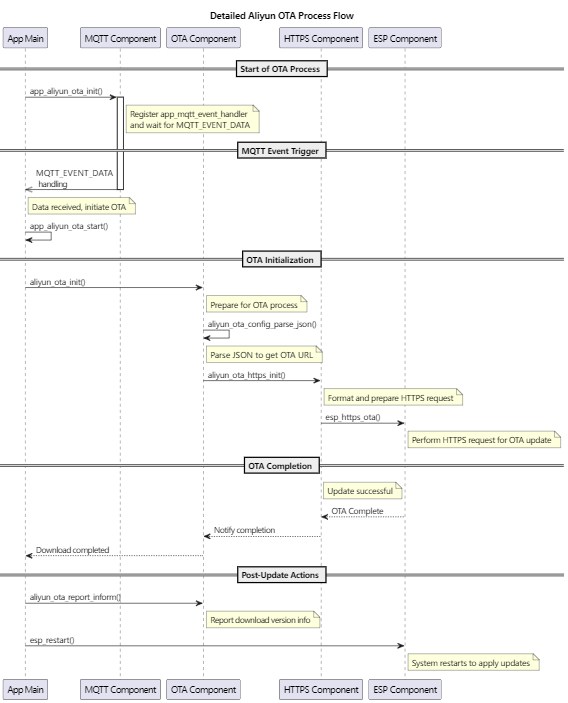 Detailed Aliyun OTA Process Flow
App Main
MQTT Component
OTA Component
HTTPS Component
ESP Component
Start of OTA Process
app_aliyun_ota_init()
Register app_mqtt_event_handler
and wait for MQTT_EVENT_DATA
MQTT Event Trigger
MQTT_EVENT_DATA
handling
Data received, initiate OTA
app_aliyun_ota_start()
OTA Initialization
aliyun_ota_init()
Prepare for OTA process
aliyun_ota_config_parse_json()
Parse JSON to get OTA URL
aliyun_ota_https_init()
Format and prepare HTTPS request
esp_https_ota()
Perform HTTPS request for OTA update
OTA Completion
Update successful
OTA Complete
Notify completion
Download completed
Post-Update Actions
aliyun_ota_report_inform()
Report download version info
esp_restart()
System restarts to apply updates
App Main
MQTT Component
OTA Component
HTTPS Component
ESP Component